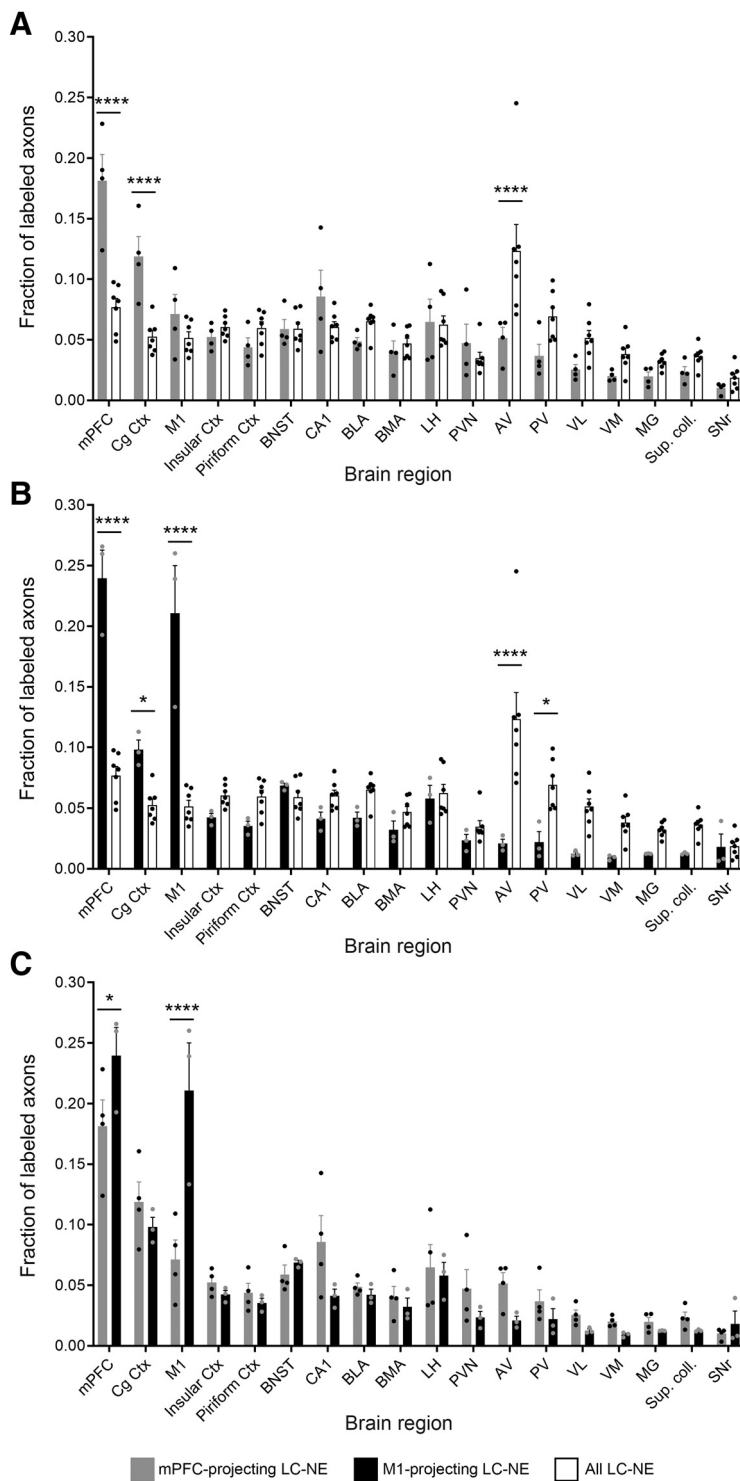 A
Fraction of labeled axons
0.30
0.25
0.20
0.15
0.10
0.05
0.00
**** **** ****
mPFC Cg Ctx M1 Insular Ctx Piriform Ctx BNST CA1 BLA BMA LH PVN AV PV VL VM MG Sup. coll. SNr
Brain region
B
Fraction of labeled axons
0.30
0.25
0.20
0.15
0.10
0.05
0.00
**** * **** **** *
mPFC Cg Ctx M1 Insular Ctx Piriform Ctx BNST CA1 BLA BMA LH PVN AV PV VL VM MG Sup. coll. SNr
Brain region
C
Fraction of labeled axons
0.30
0.25
0.20
0.15
0.10
0.05
0.00
* ****
mPFC Cg Ctx M1 Insular Ctx Piriform Ctx BNST CA1 BLA BMA LH PVN AV PV VL VM MG Sup. coll. SNr
Brain region
mPFC-projecting LC-NE M1-projecting LC-NE All LC-NE